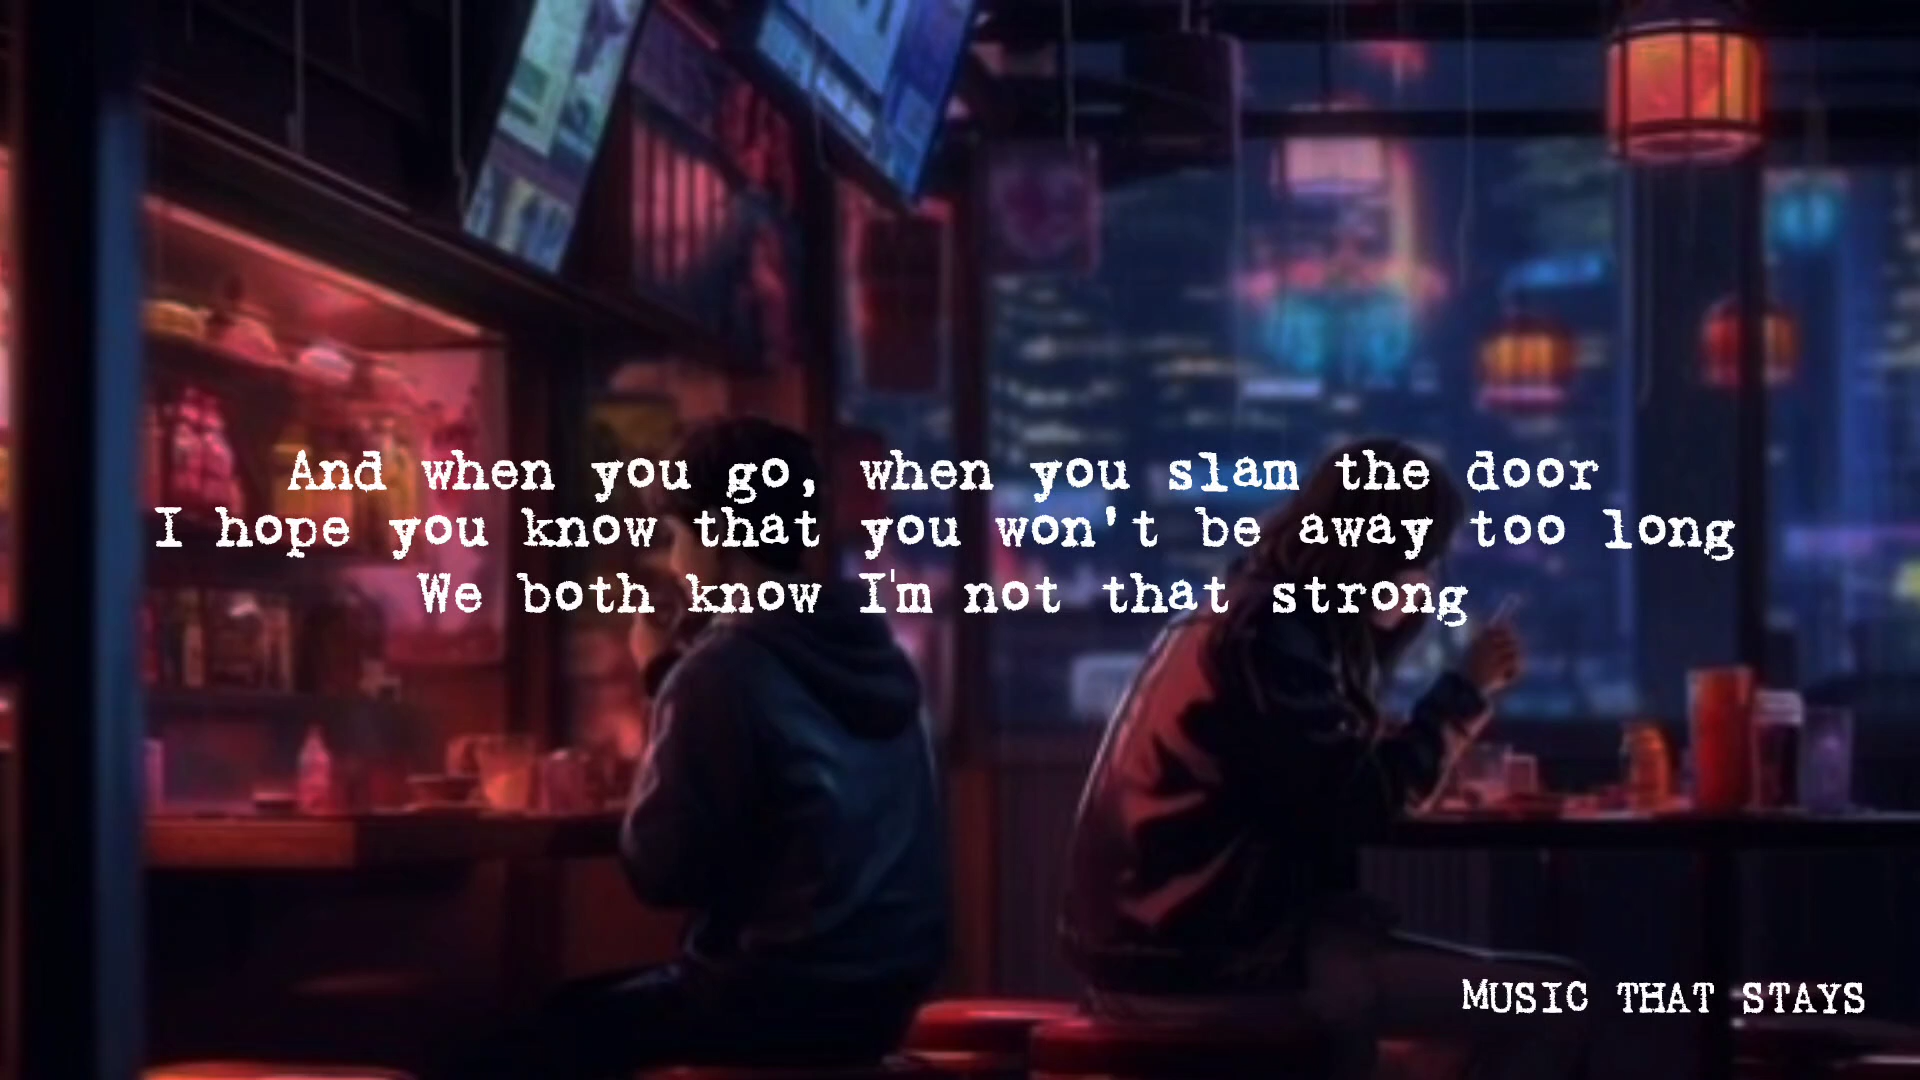 And when you go, when you slam the door
I hope you know that you won't be away too long
We both know I'm not that strong
MUSIC THAT STAYS